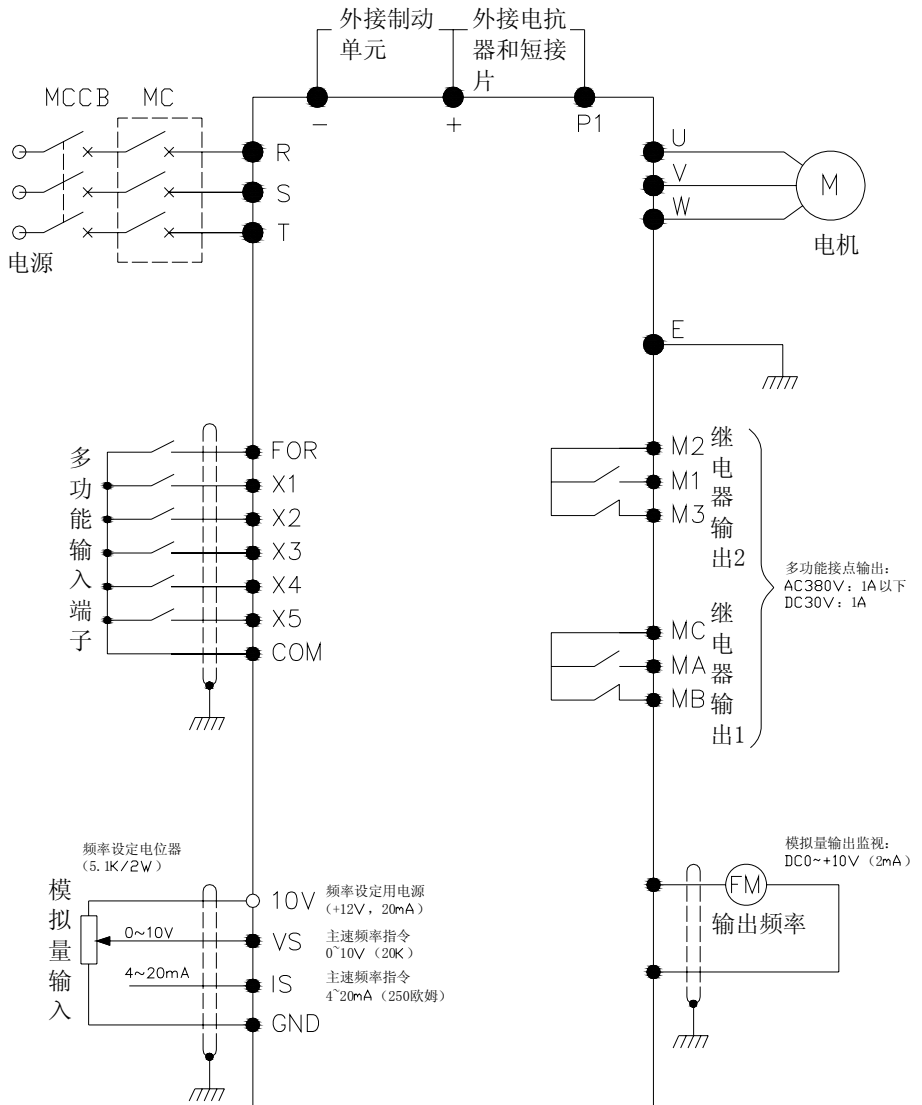 外接制动
单元
外接电抗
器和短接
片
MCCB
MC
-
+
P1
R
S
T
电源
U
V
W
M
电机
E
多功能输入端子
FOR
X1
X2
X3
X4
X5
COM
M2
M1
M3
继电器输出2
MC
MA
MB
继电器输出1
多功能接点输出:
AC380V: 1A以下
DC30V: 1A
频率设定电位器
(5.1K/2W)
模拟量输入
0~10V
4~20mA
10V
频率设定用电源
(+12V, 20mA)
VS
主速频率指令
0~10V (20K)
IS
主速频率指令
4~20mA (250欧姆)
GND
模拟量输出监视:
DC0~+10V (2mA)
FM
输出频率